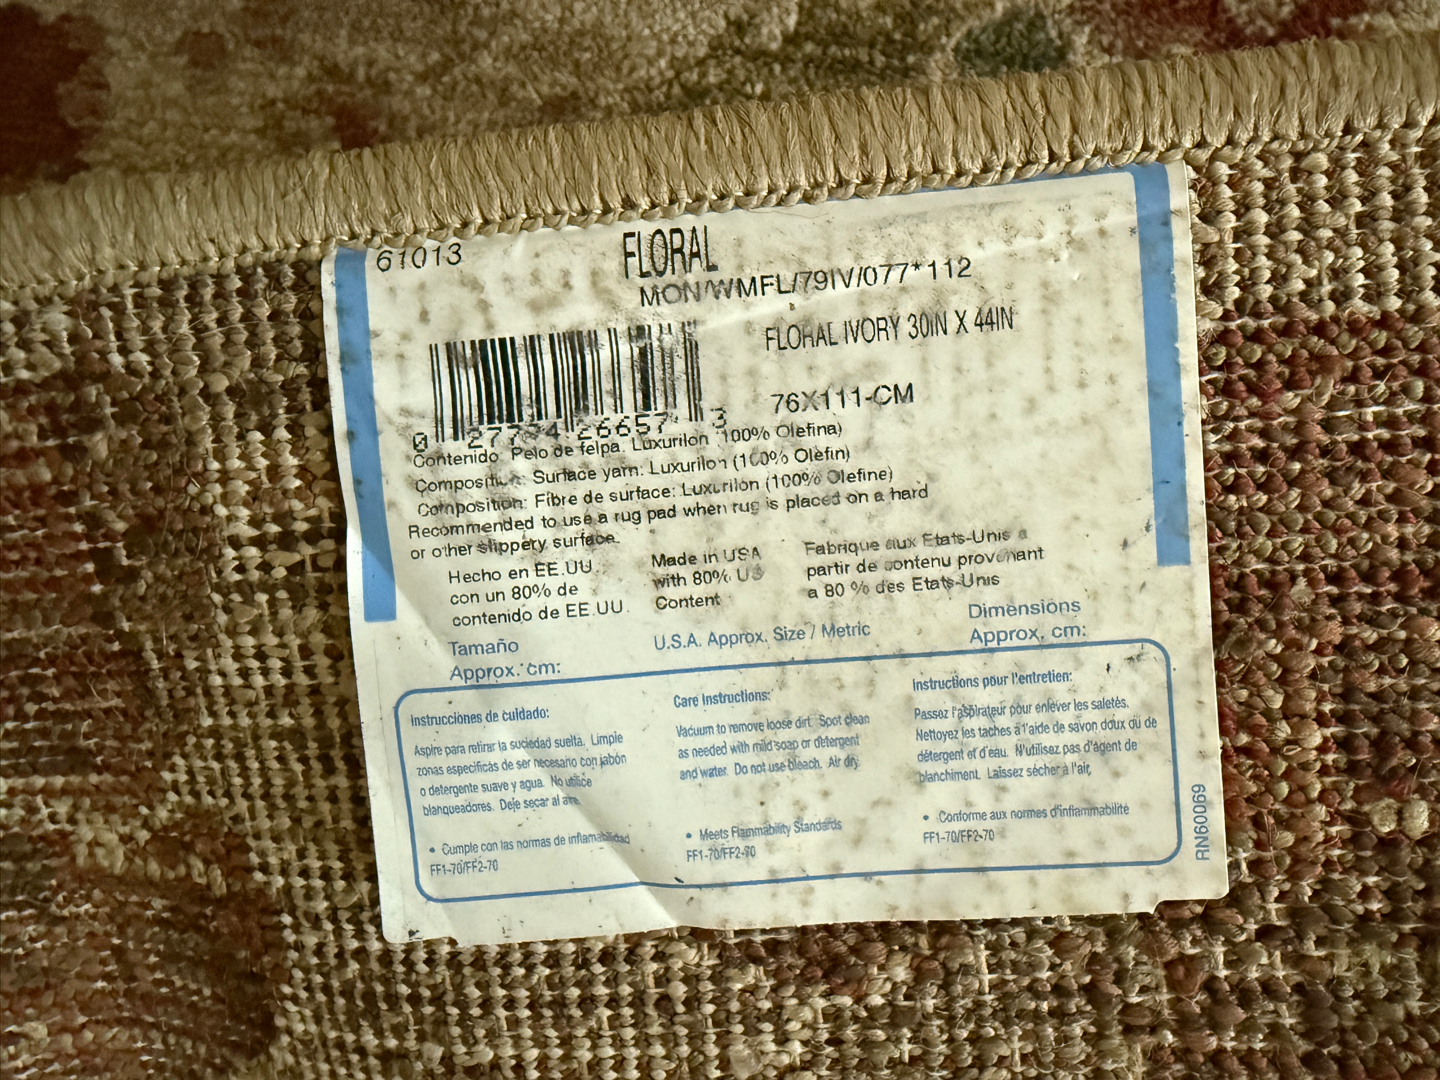 61013
FLORAL
MON/WMFL/79IV/077*112
FLORAL IVORY 30IN X 44IN
76X111-CM
0 26657 3
Contenido: Pelo de felpa: Luxurilon (100% Olefina)
Composition: Surface yarn: Luxurilon (100% Olefin)
Composition: Fibre de surface: Luxurilon (100% Olefine)
Recommended to use a rug pad when rug is placed on a hard
or other slippery surface.
Hecho en EE.UU.
con un 80% de
contenido de EE.UU.
Made in USA
with 80% US
Content
Fabrique aux Etats-Unis a
partir de contenu provenant
a 80 % des Etats-Unis
Tamaño
Approx. cm:
U.S.A. Approx. Size / Metric
Dimensions
Approx. cm:
Instrucciones de cuidado:
Aspire para retirar la suciedad suelta. Limpie
zonas especificas de ser necesario con jabón
o detergente suave y agua. No utilice
blanqueadores. Deje secar al aire.
• Cumple con las normas de inflamabilidad
FF1-70/FF2-70
Care Instructions:
Vacuum to remove loose dirt. Spot clean
as needed with mild soap or detergent
and water. Do not use bleach. Air dry.
• Meets Flammability Standards
FF1-70/FF2-70
Instructions pour l'entretien:
Passez l'aspirateur pour enlever les saletés.
Nettoyez les taches à l'aide de savon doux ou de
détergent et d'eau. N'utilisez pas d'agent de
blanchiment. Laissez sécher à l'air.
• Conforme aux normes d'inflammabilité
FF1-70/FF2-70
RN60069